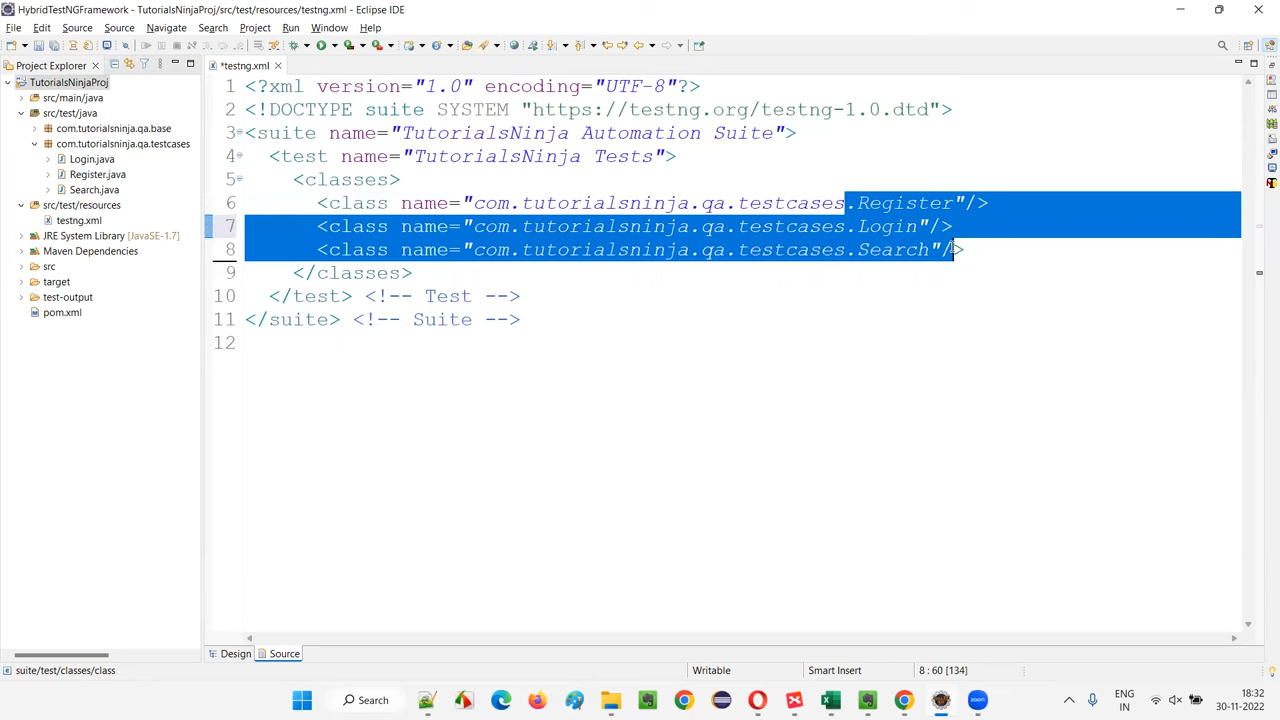 HybridTestNGFramework - TutorialsNinjaProj/src/test/resources/testng.xml - Eclipse IDE
File Edit Source Source Navigate Search Project Run Window Help
Project Explorer
*testng.xml
TutorialsNinjaProj
src/main/java
src/test/java
com.tutorialsninja.qa.base
com.tutorialsninja.qa.testcases
Login.java
Register.java
Search.java
src/test/resources
testng.xml
JRE System Library [JavaSE-1.7]
Maven Dependencies
src
target
test-output
pom.xml
1 <?xml version="1.0" encoding="UTF-8"?>
2 <!DOCTYPE suite SYSTEM "https://testng.org/testng-1.0.dtd">
3 <suite name="TutorialsNinja Automation Suite">
4 <test name="TutorialsNinja Tests">
5 <classes>
6 <class name="com.tutorialsninja.qa.testcases.Register"/>
7 <class name="com.tutorialsninja.qa.testcases.Login"/>
8 <class name="com.tutorialsninja.qa.testcases.Search"/>
9 </classes>
10 </test> <!-- Test -->
11 </suite> <!-- Suite -->
12
Design Source
suite/test/classes/class Writable Smart Insert 8 : 60 [134]
Search
ENG
IN
18:32
30-11-2022